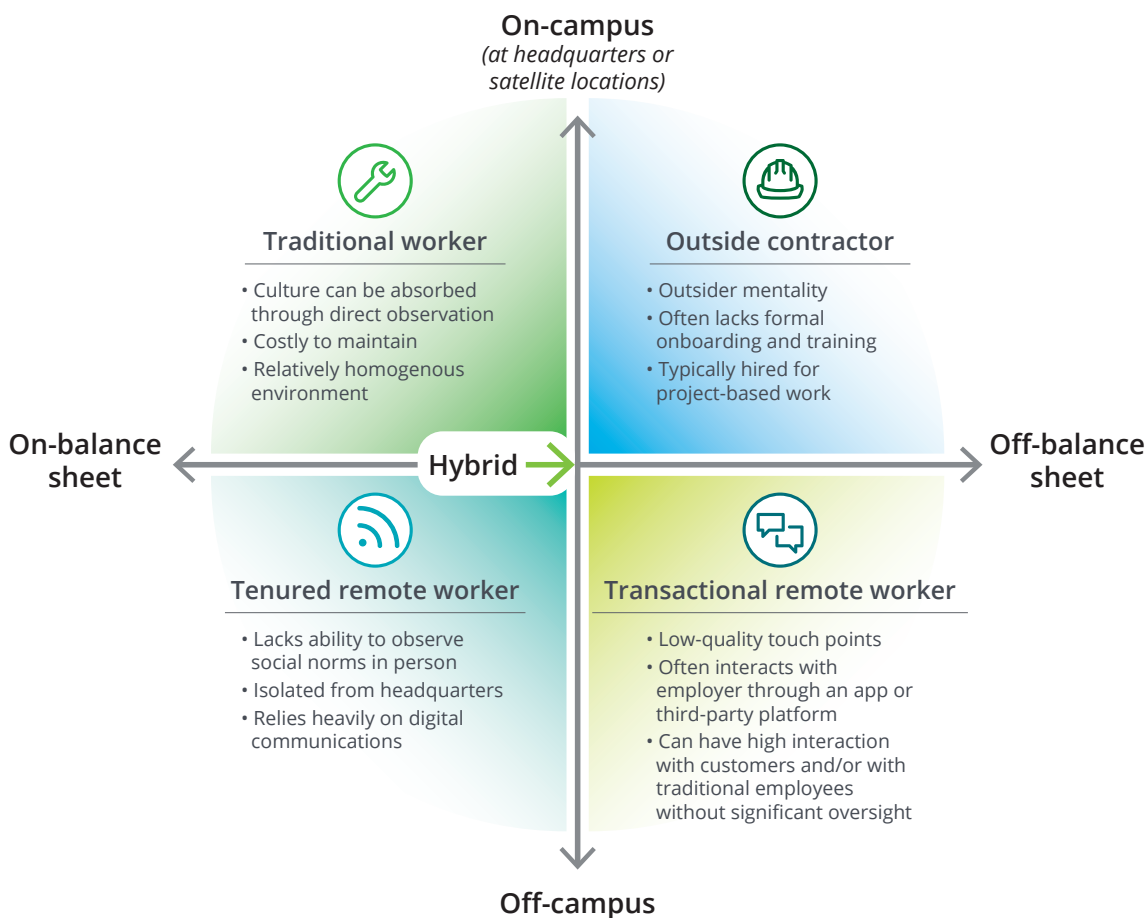 On-campus
(at headquarters or
satellite locations)
Traditional worker
• Culture can be absorbed
through direct observation
• Costly to maintain
• Relatively homogenous
environment
Outside contractor
• Outsider mentality
• Often lacks formal
onboarding and training
• Typically hired for
project-based work
On-balance
sheet
Hybrid
Off-balance
sheet
Tenured remote worker
• Lacks ability to observe
social norms in person
• Isolated from headquarters
• Relies heavily on digital
communications
Transactional remote worker
• Low-quality touch points
• Often interacts with
employer through an app or
third-party platform
• Can have high interaction
with customers and/or with
traditional employees
without significant oversight
Off-campus